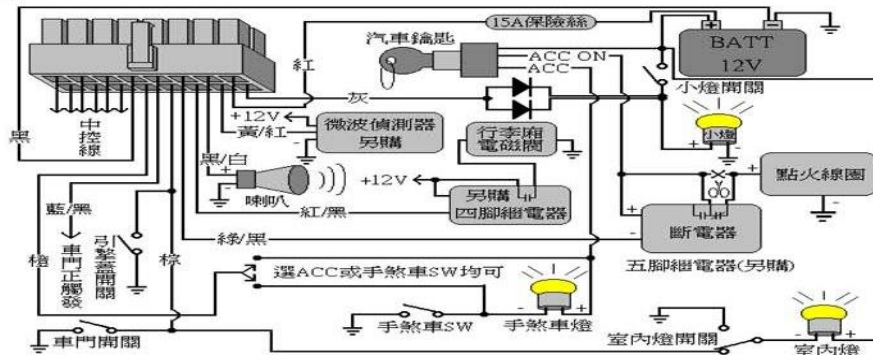 15A保險絲
+
-
BATT
12V
汽車鑰匙
ACC ON
ACC
紅
灰
小燈開關
小燈
-
黑
中控線
+12V
黃/紅
-
微波偵測器
另購
行李廂
電磁閥
黑/白
+
-
喇叭
+12V
另購
四腳繼電器
紅/黑
點火線圈
+
-
+
-
斷電器
五腳繼電器(另購)
藍/黑
綠/黑
橙
車門正觸發
引擎蓋開關
棕
選ACC或手煞車SW均可
手煞車SW
-
+
手煞車燈
車門開關
室內燈開關
-
+
室內燈